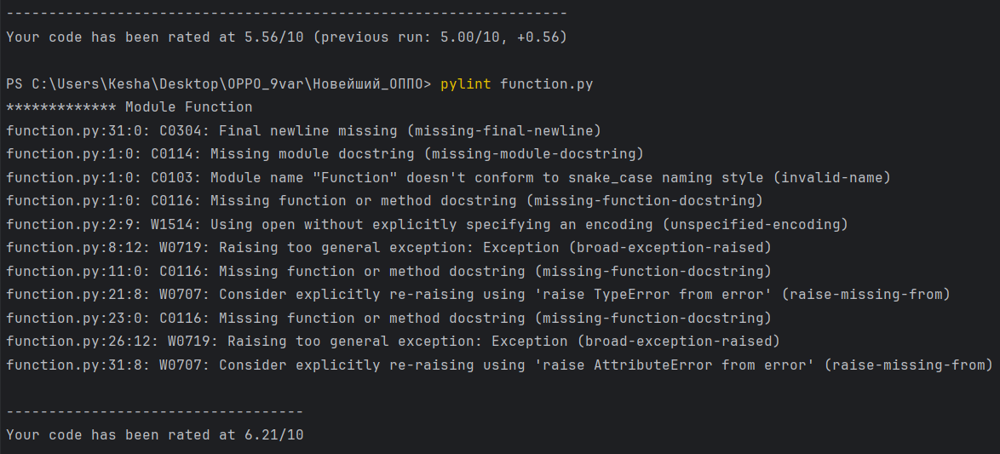 ------------------------------------------------------------------
Your code has been rated at 5.56/10 (previous run: 5.00/10, +0.56)
PS C:\Users\Kesha\Desktop\OPPO_9var\Новейший_ОППО> pylint function.py
************* Module Function
function.py:31:0: C0304: Final newline missing (missing-final-newline)
function.py:1:0: C0114: Missing module docstring (missing-module-docstring)
function.py:1:0: C0103: Module name "Function" doesn't conform to snake_case naming style (invalid-name)
function.py:1:0: C0116: Missing function or method docstring (missing-function-docstring)
function.py:2:9: W1514: Using open without explicitly specifying an encoding (unspecified-encoding)
function.py:8:12: W0719: Raising too general exception: Exception (broad-exception-raised)
function.py:11:0: C0116: Missing function or method docstring (missing-function-docstring)
function.py:21:8: W0707: Consider explicitly re-raising using 'raise TypeError from error' (raise-missing-from)
function.py:23:0: C0116: Missing function or method docstring (missing-function-docstring)
function.py:26:12: W0719: Raising too general exception: Exception (broad-exception-raised)
function.py:31:8: W0707: Consider explicitly re-raising using 'raise AttributeError from error' (raise-missing-from)
-----------------------------------
Your code has been rated at 6.21/10